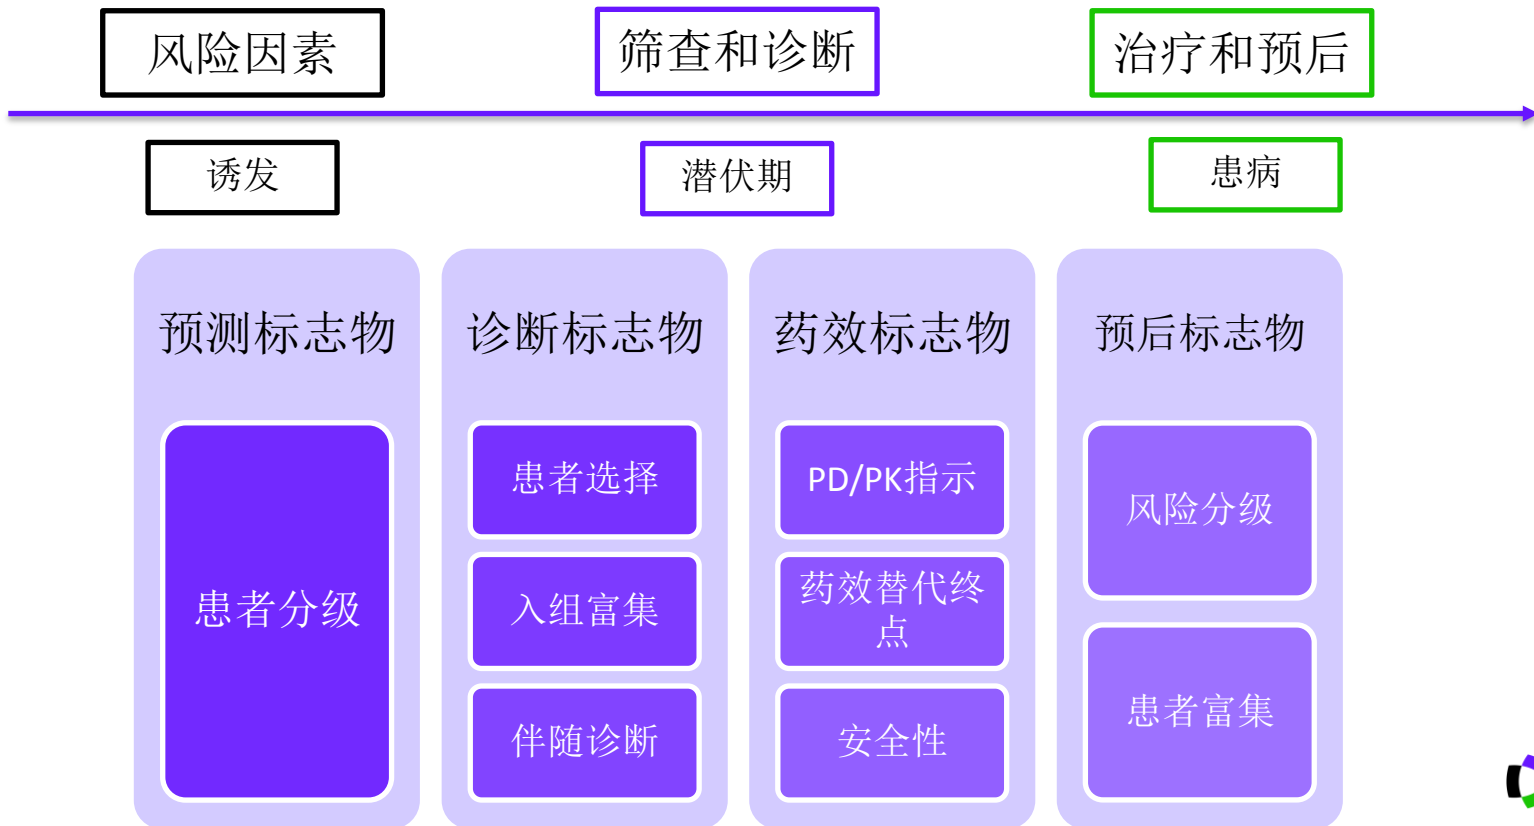 风险因素
筛查和诊断
治疗和预后
诱发
潜伏期
患病
预测标志物
诊断标志物
药效标志物
预后标志物
患者分级
患者选择
入组富集
伴随诊断
PD/PK指示
药效替代终
点
安全性
风险分级
患者富集